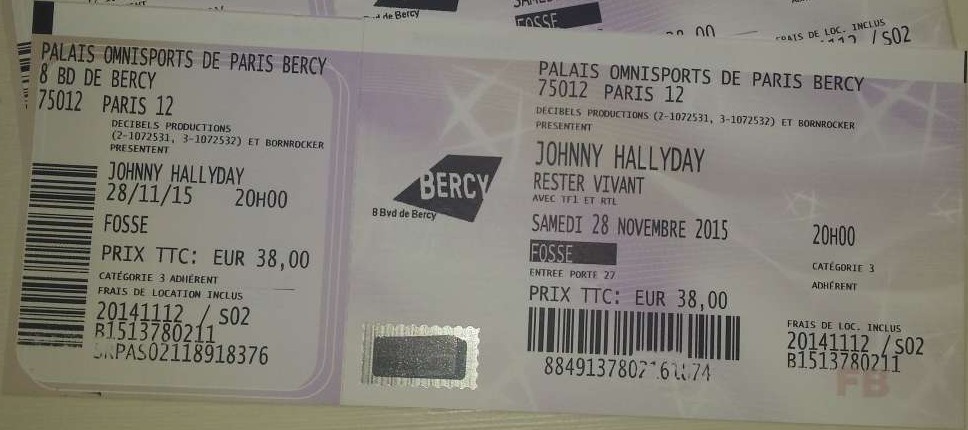 Bvd de Bercy
FOSSE
FRAIS DE LOC. INCLUS
/ S02
PALAIS OMNISPORTS DE PARIS BERCY
8 BD DE BERCY
75012 PARIS 12
DECIBELS PRODUCTIONS
(2-1072531, 3-1072532) ET BORNROCKER
PRESENTENT
JOHNNY HALLYDAY
28/11/15 20H00
FOSSE
PRIX TTC: EUR 38,00
CATÉGORIE 3 ADHÉRENT
FRAIS DE LOCATION INCLUS
20141112 / S02
B1513780211
BERCY
8 Bvd de Bercy
PALAIS OMNISPORTS DE PARIS BERCY
75012 PARIS 12
DECIBELS PRODUCTIONS (2-1072531, 3-1072532) ET BORNROCKER
PRESENTENT
JOHNNY HALLYDAY
RESTER VIVANT
AVEC TF1 ET RTL
SAMEDI 28 NOVEMBRE 2015 20H00
FOSSE
ENTREE PORTE 27
PRIX TTC: EUR 38,00
CATÉGORIE 3
ADHÉRENT
FRAIS DE LOC. INCLUS
20141112 / S02
B1513780211
FB